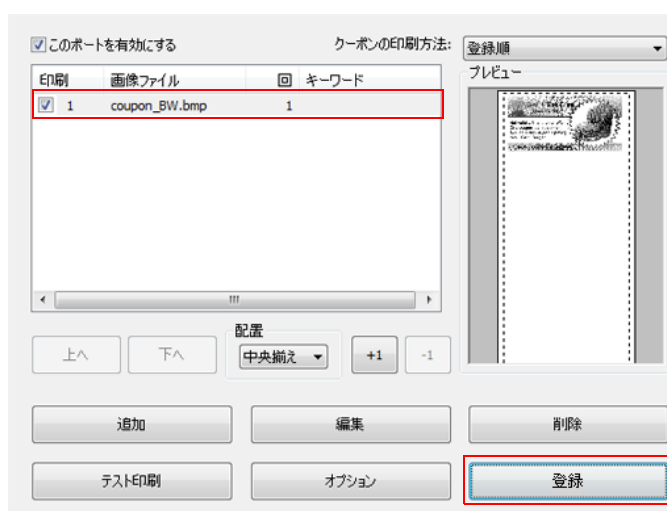 このポートを有効にする
クーポンの印刷方法:
登録順
印刷 画像ファイル 回 キーワード
1 coupon_BW.bmp 1
プレビュー
配置
上へ 下へ 中央揃え +1 -1
追加 編集 削除
テスト印刷 オプション 登録